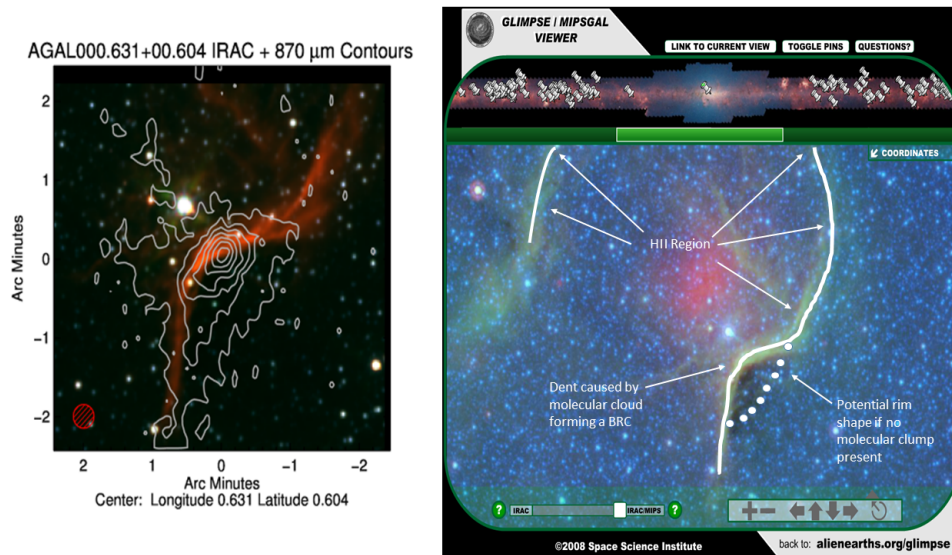 AGAL000.631+00.604 IRAC + 870 μm Contours
Arc Minutes
2
1
0
-1
-2
2
1
0
-1
-2
Arc Minutes
Center: Longitude 0.631 Latitude 0.604
GLIMPSE / MIPSGAL
VIEWER
LINK TO CURRENT VIEW
TOGGLE PINS
QUESTIONS?
COORDINATES
HII Region
Dent caused by
molecular cloud
forming a BRC
Potential rim
shape if no
molecular clump
present
?
IRAC
IRAC/MIPS
?
©2008 Space Science Institute
back to: alienearths.org/glimpse